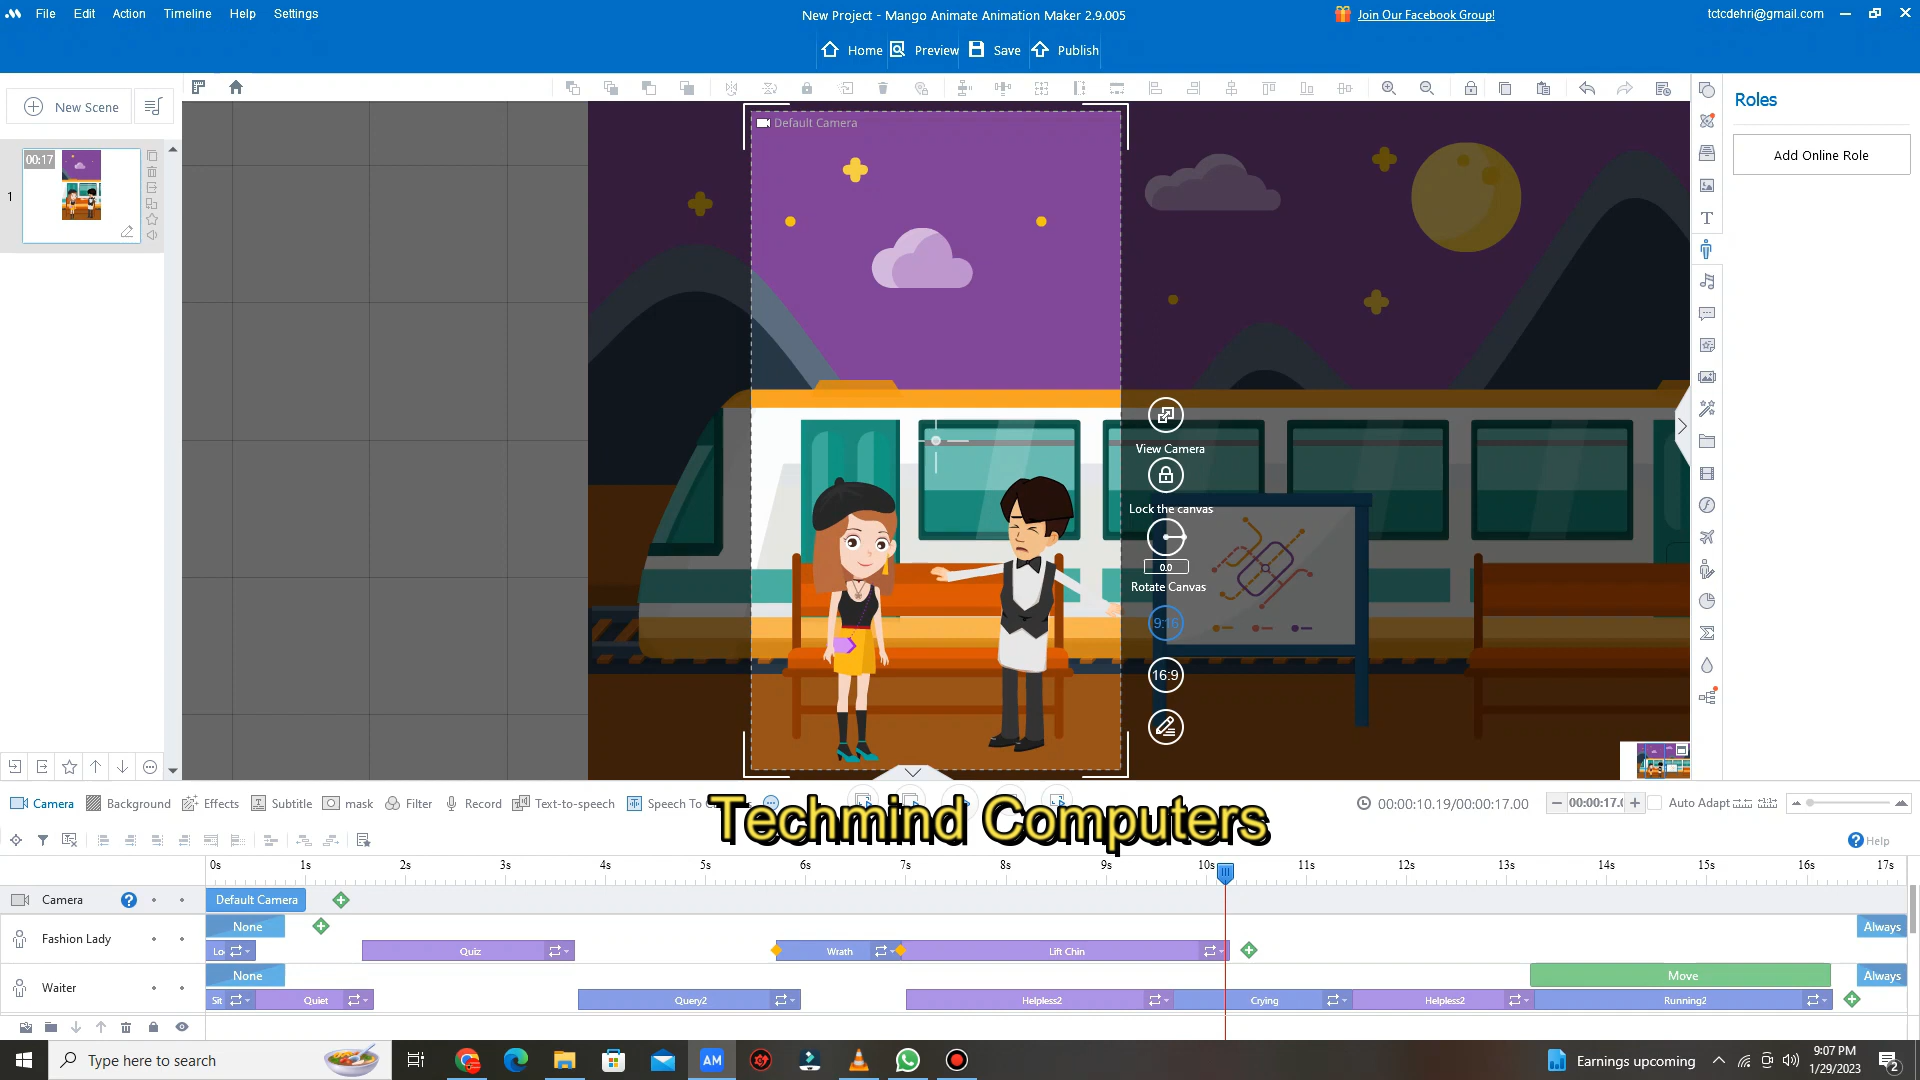 File Edit Action Timeline Help Settings
New Project - Mango Animate Animation Maker 2.9.005
Join Our Facebook Group!
tctcdehri@gmail.com
Home Preview Save Publish
New Scene
00:17
1
Default Camera
View Camera
Lock the canvas
0.0
Rotate Canvas
9:16
16:9
Roles
Add Online Role
Camera Background Effects Subtitle mask Filter Record Text-to-speech
00:00:10.19/00:00:17.00
00:00:17.0
Auto Adapt
Techmind Computers
Help
0s 1s 2s 3s 4s 5s 6s 7s 8s 9s 10s 11s 12s 13s 14s 15s 16s 17s
Camera
Default Camera
None
Fashion Lady
Always
Quiz
Wrath
Lift Chin
None
Move
Always
Waiter
Sit
Quiet
Query2
Helpless2
Crying
Helpless2
Running2
Type here to search
AM
Earnings upcoming
9:07 PM
1/29/2023
2